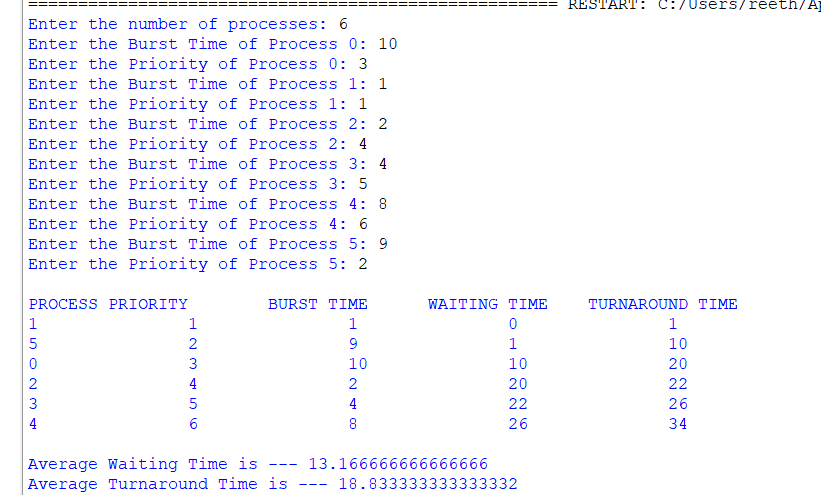 ===================================================== RESTART: C:/Users/reeth/Ap
Enter the number of processes: 6
Enter the Burst Time of Process 0: 10
Enter the Priority of Process 0: 3
Enter the Burst Time of Process 1: 1
Enter the Priority of Process 1: 1
Enter the Burst Time of Process 2: 2
Enter the Priority of Process 2: 4
Enter the Burst Time of Process 3: 4
Enter the Priority of Process 3: 5
Enter the Burst Time of Process 4: 8
Enter the Priority of Process 4: 6
Enter the Burst Time of Process 5: 9
Enter the Priority of Process 5: 2
PROCESS PRIORITY        BURST TIME      WAITING TIME    TURNAROUND TIME
1               1               1               0               1
5               2               9               1               10
0               3               10              10              20
2               4               2               20              22
3               5               4               22              26
4               6               8               26              34
Average Waiting Time is --- 13.166666666666666
Average Turnaround Time is --- 18.833333333333332